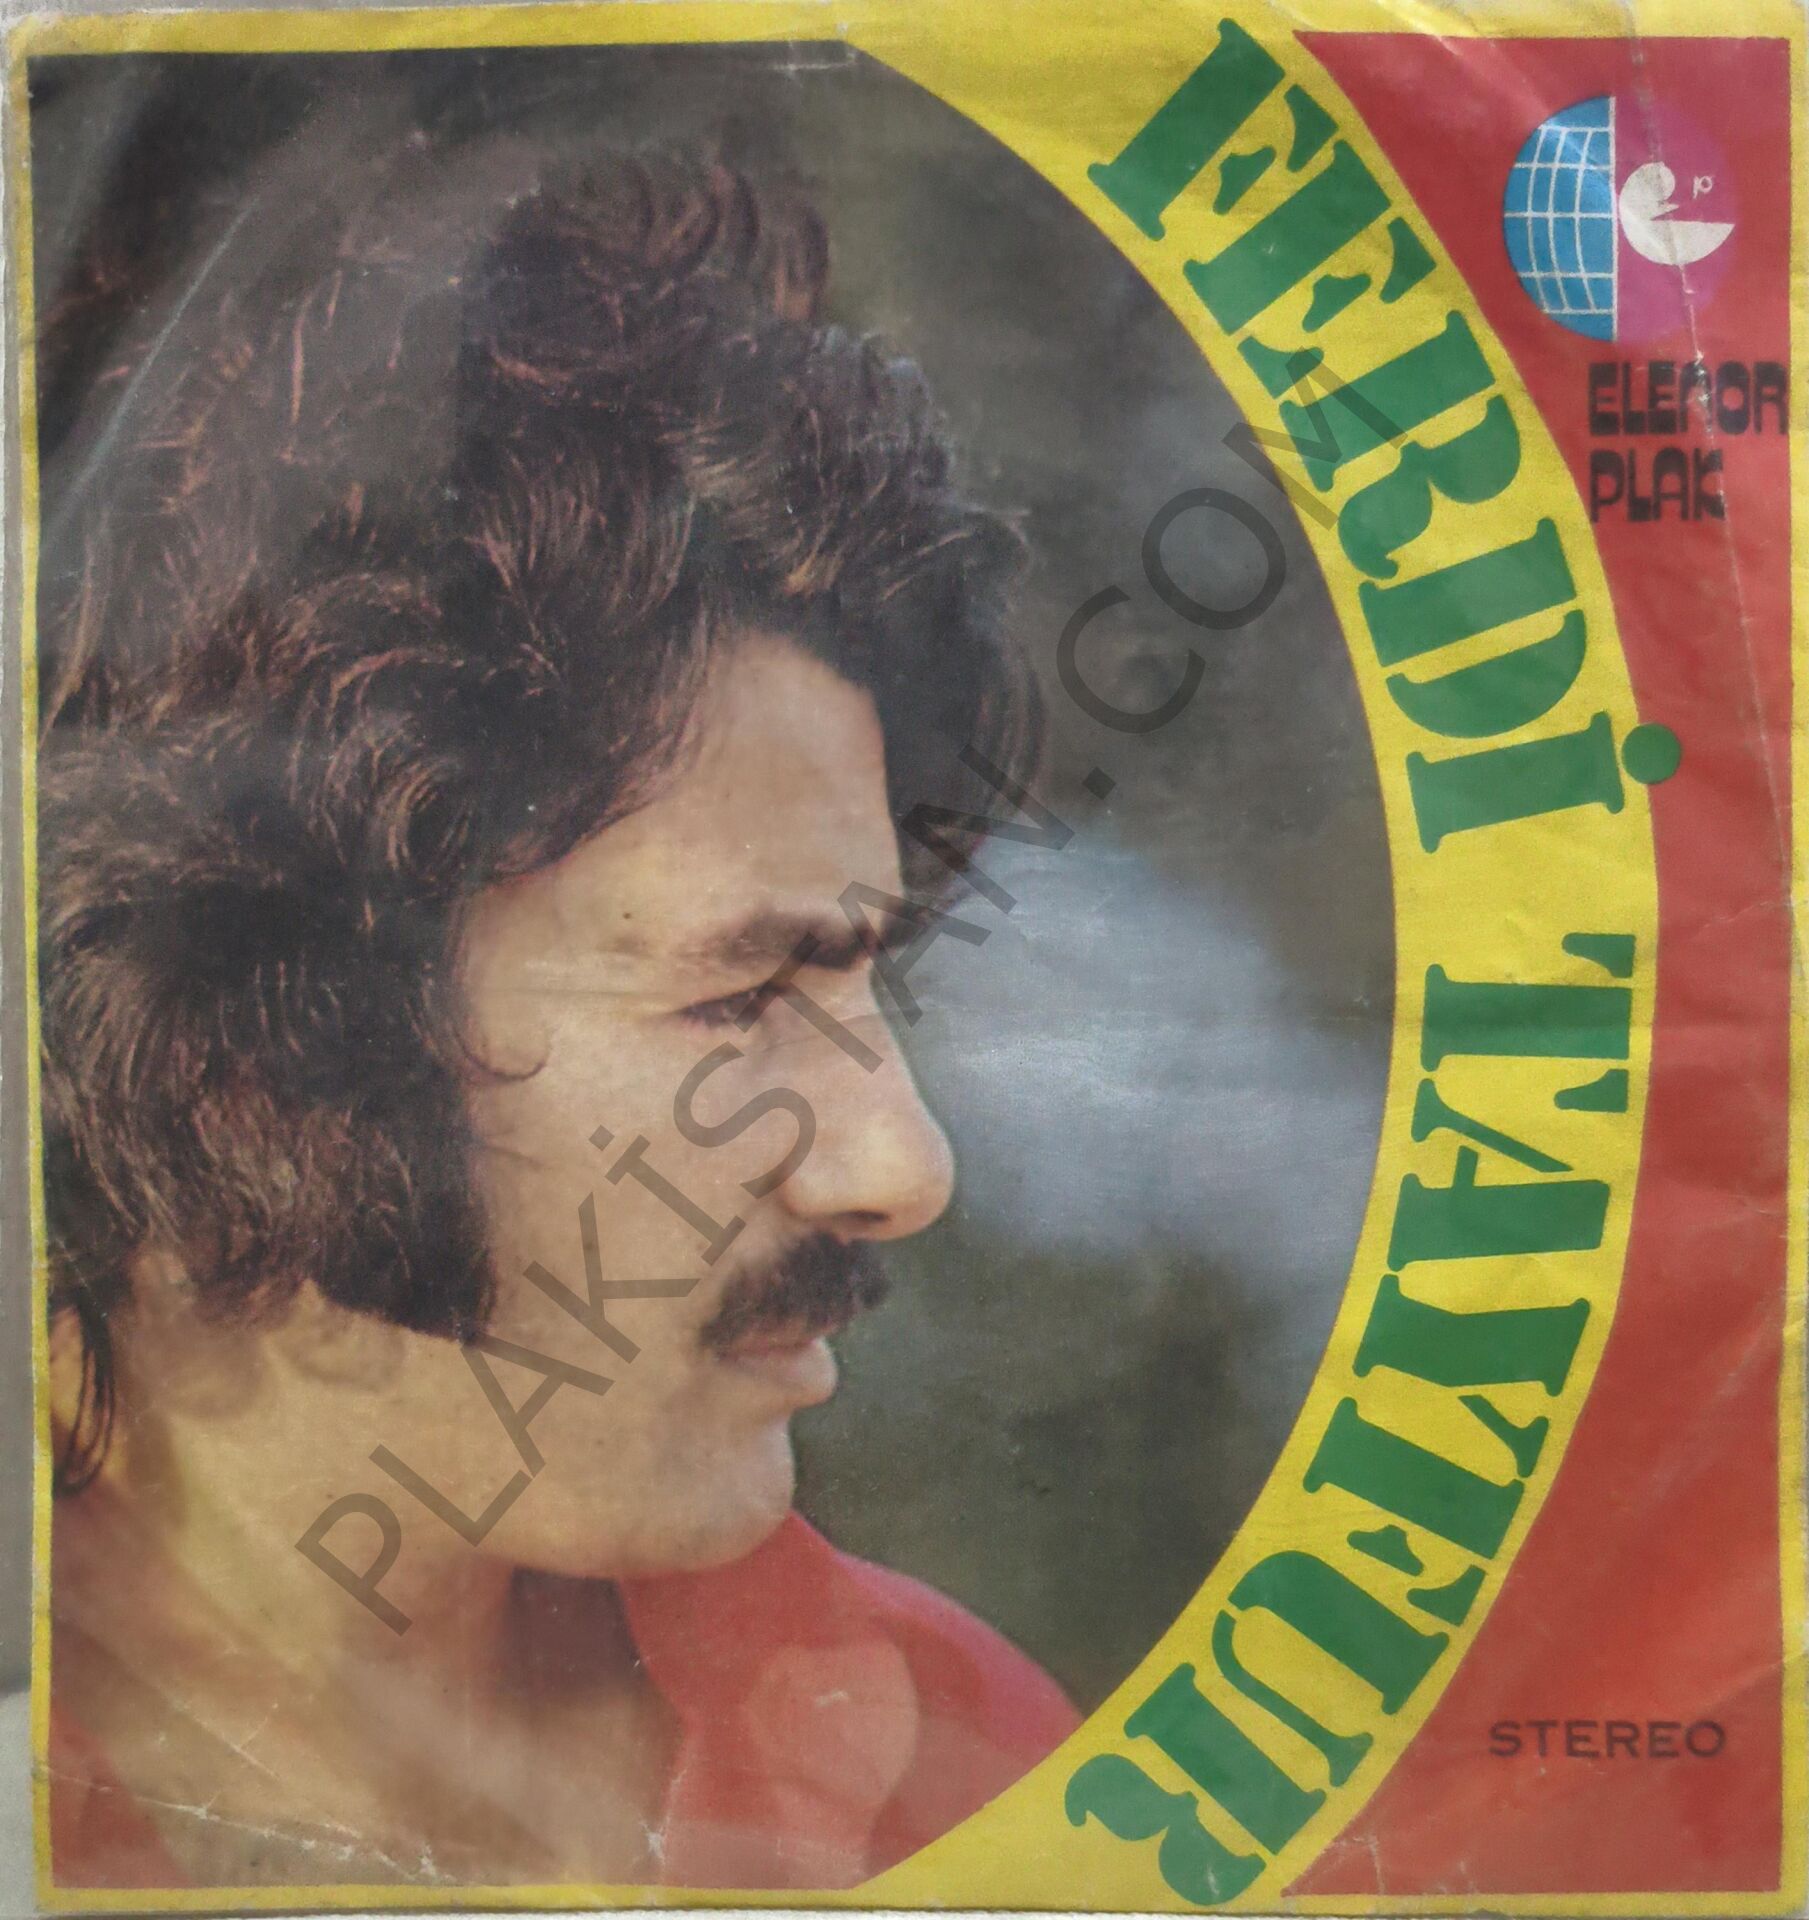 FERDİ TAYFUR
ELENOR
PLAK
STEREO
PLAKİSTAN.COM